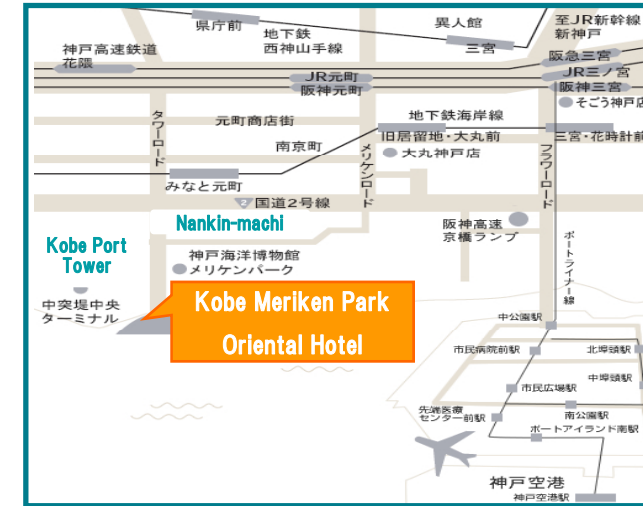 県庁前
地下鉄
西神山手線
異人館
三宮
至JR新幹線
新神戸
神戸高速鉄道
花隈
阪急三宮
JR元町
阪神元町
JR三ノ宮
阪神三宮
そごう神戸店
タワーロード
元町商店街
地下鉄海岸線
旧居留地・大丸前
三宮・花時計前
南京町
メリケンロード
大丸神戸店
フラワーロード
みなと元町
2
国道2号線
Nankin-machi
阪神高速
京橋ランプ
ポートライナー線
Kobe Port
Tower
神戸海洋博物館
メリケンパーク
中突堤中央
ターミナル
Kobe Meriken Park
Oriental Hotel
中公園駅
市民病院前駅
北埠頭駅
中埠頭駅
市民広場駅
先端医療
センター前駅
南公園駅
ポートアイランド南駅
神戸空港
神戸空港駅